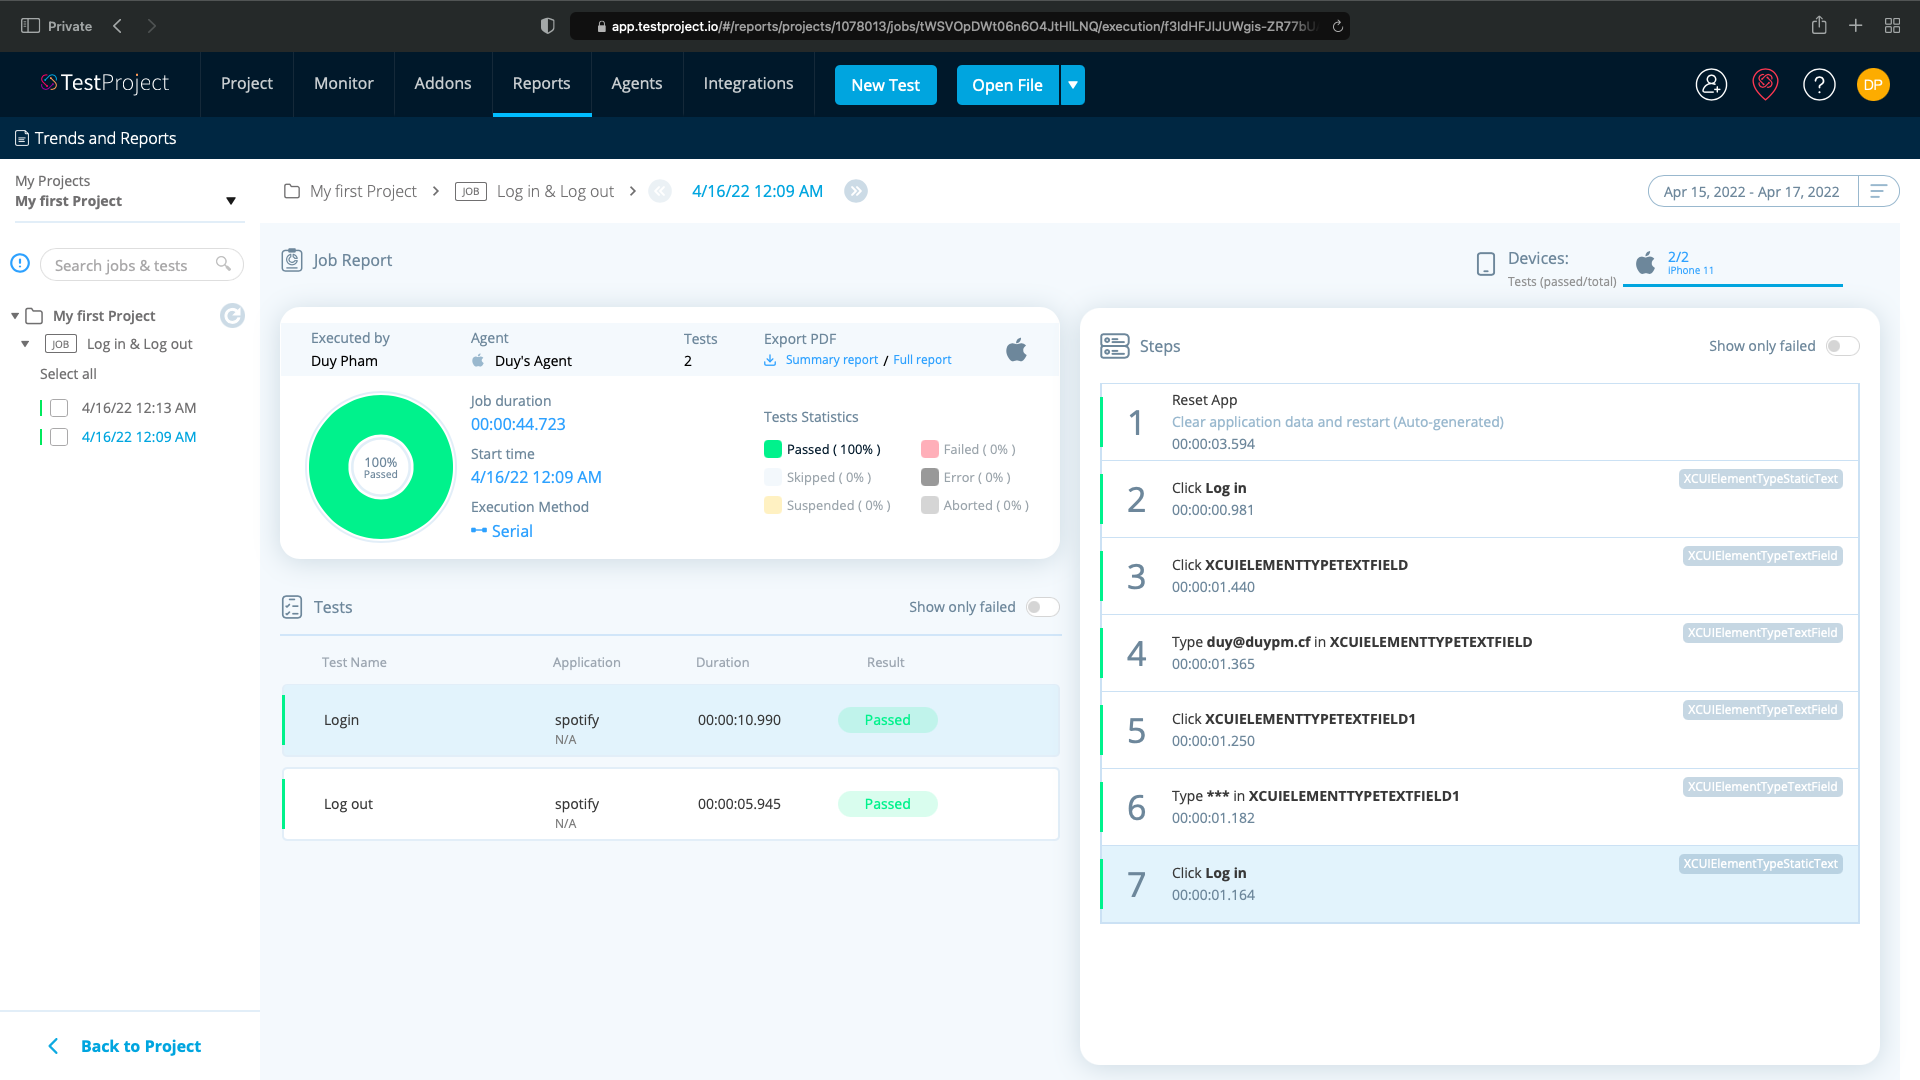 Private
app.testproject.io/#/reports/projects/1078013/jobs/tWSVOpDWt06n6O4JtHlLNQ/execution/f3IdHFJIJUWgis-ZR77bU
TestProject
Project
Monitor
Addons
Reports
Agents
Integrations
New Test
Open File
DP
Trends and Reports
My Projects
My first Project
Search jobs & tests
My first Project
JOB Log in & Log out
Select all
4/16/22 12:13 AM
4/16/22 12:09 AM
Back to Project
My first Project > JOB Log in & Log out > 4/16/22 12:09 AM
Apr 15, 2022 - Apr 17, 2022
Job Report
Devices:
Tests (passed/total)
2/2
iPhone 11
Executed by
Duy Pham
Agent
Duy's Agent
Tests
2
Export PDF
Summary report / Full report
100%
Passed
Job duration
00:00:44.723
Start time
4/16/22 12:09 AM
Execution Method
Serial
Tests Statistics
Passed ( 100% )
Failed ( 0% )
Skipped ( 0% )
Error ( 0% )
Suspended ( 0% )
Aborted ( 0% )
Tests
Show only failed
Test Name Application Duration Result
Login spotify 00:00:10.990 Passed
N/A
Log out spotify 00:00:05.945 Passed
N/A
Steps
Show only failed
1
Reset App
Clear application data and restart (Auto-generated)
00:00:03.594
2
Click Log in
00:00:00.981
XCUIElementTypeStaticText
3
Click XCUIELEMENTTYPETEXTFIELD
00:00:01.440
XCUIElementTypeTextField
4
Type duy@duypm.cf in XCUIELEMENTTYPETEXTFIELD
00:00:01.365
XCUIElementTypeTextField
5
Click XCUIELEMENTTYPETEXTFIELD1
00:00:01.250
XCUIElementTypeTextField
6
Type *** in XCUIELEMENTTYPETEXTFIELD1
00:00:01.182
XCUIElementTypeTextField
7
Click Log in
00:00:01.164
XCUIElementTypeStaticText